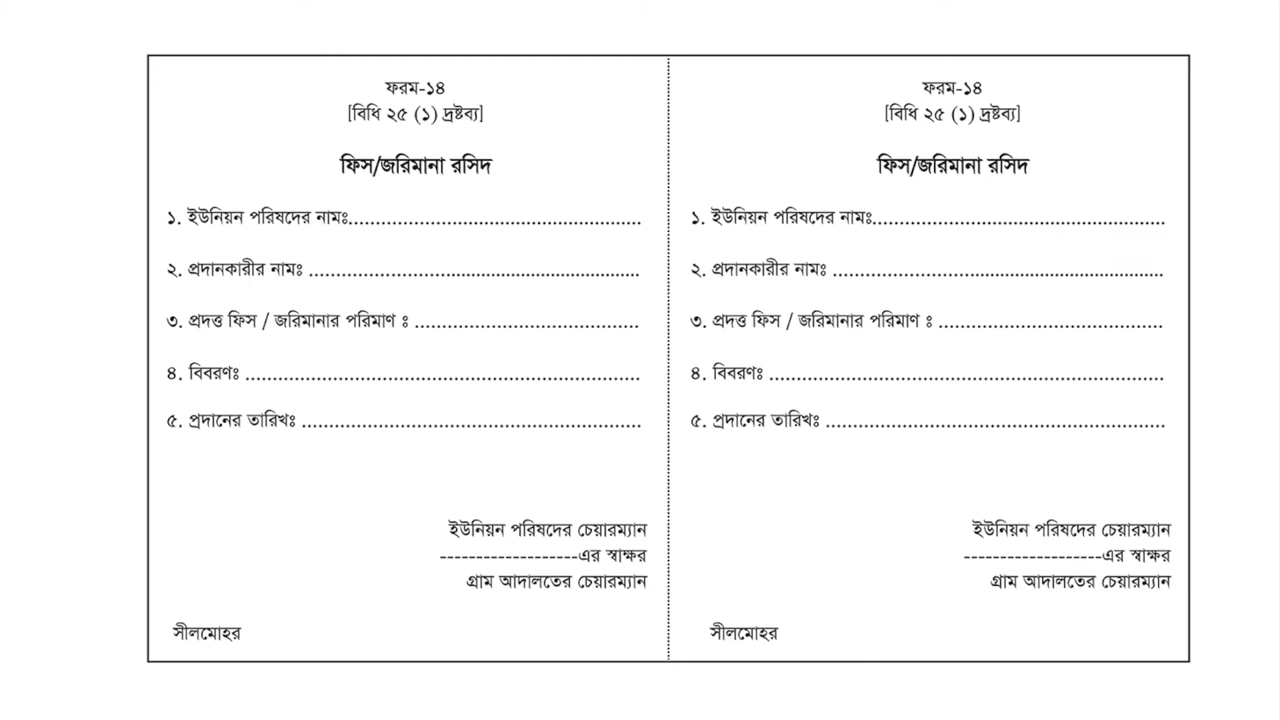 ফরম-১৪
[বিধি ২৫ (১) দ্রষ্টব্য]
ফিস/জরিমানা রসিদ
১. ইউনিয়ন পরিষদের নামঃ......................................................
২. প্রদানকারীর নামঃ .............................................................
৩. প্রদত্ত ফিস / জরিমানার পরিমাণ ঃ .........................................
৪. বিবরণঃ .........................................................................
৫. প্রদানের তারিখঃ ..............................................................
ইউনিয়ন পরিষদের চেয়ারম্যান
-------------------এর স্বাক্ষর
গ্রাম আদালতের চেয়ারম্যান
সীলমোহর
ফরম-১৪
[বিধি ২৫ (১) দ্রষ্টব্য]
ফিস/জরিমানা রসিদ
১. ইউনিয়ন পরিষদের নামঃ......................................................
২. প্রদানকারীর নামঃ .............................................................
৩. প্রদত্ত ফিস / জরিমানার পরিমাণ ঃ .........................................
৪. বিবরণঃ .........................................................................
৫. প্রদানের তারিখঃ ..............................................................
ইউনিয়ন পরিষদের চেয়ারম্যান
-------------------এর স্বাক্ষর
গ্রাম আদালতের চেয়ারম্যান
সীলমোহর